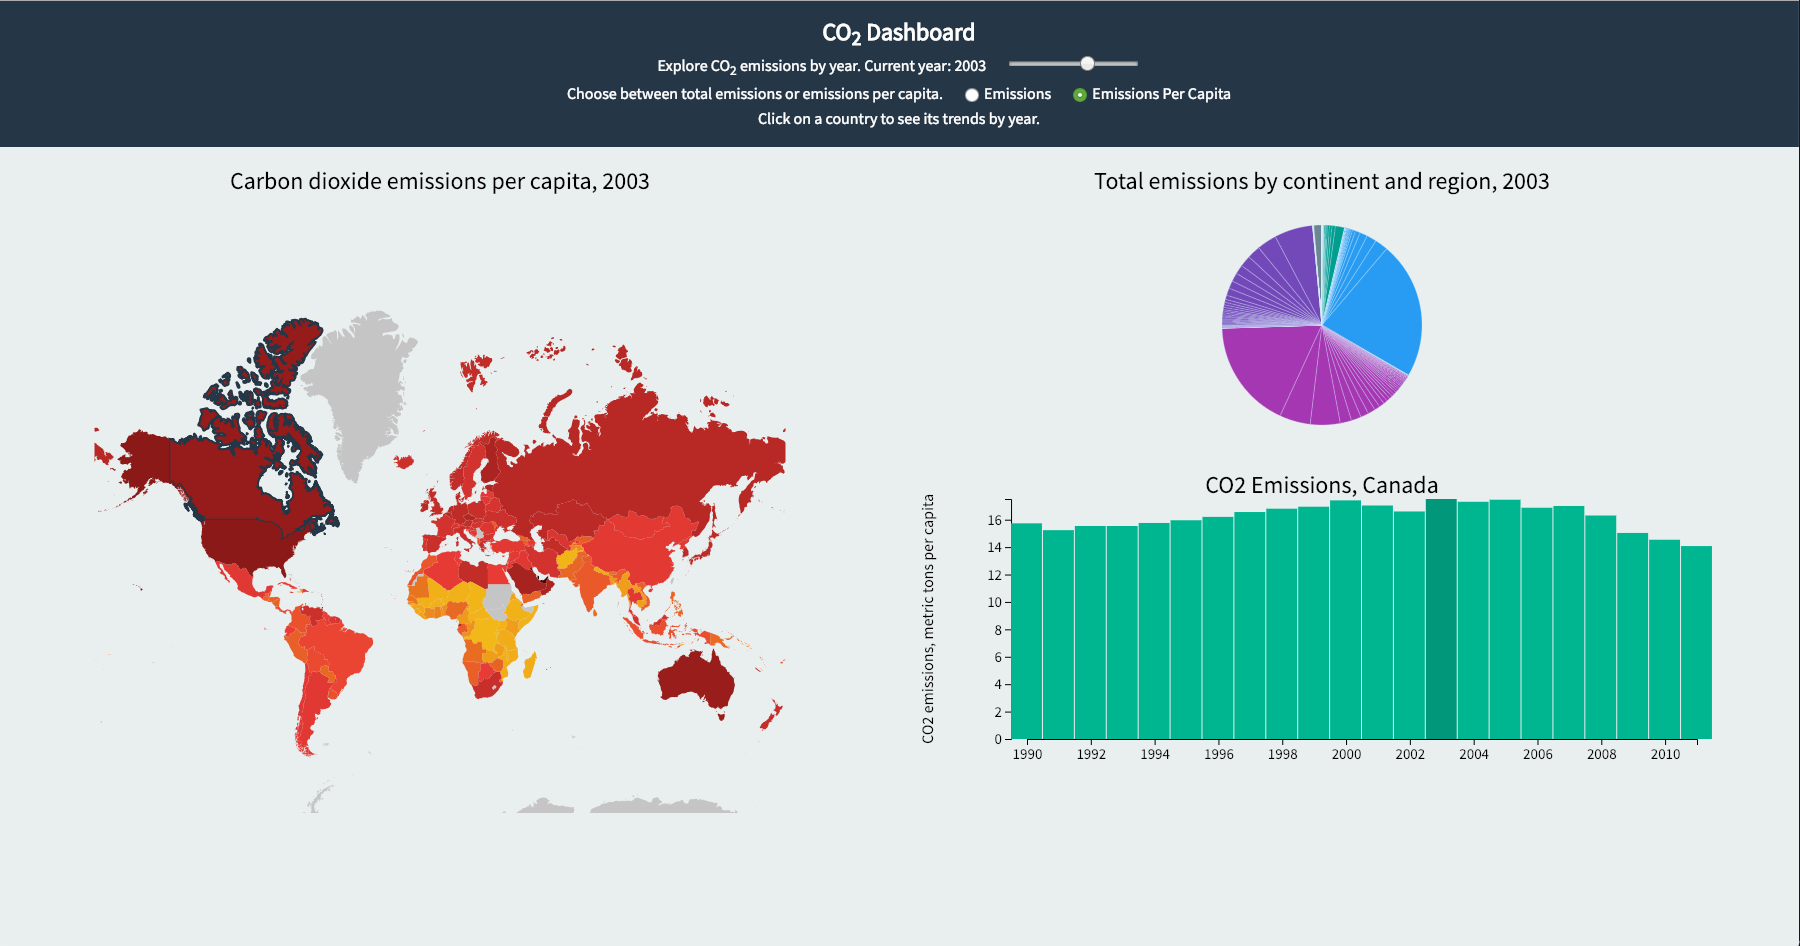 CO2 Dashboard
Explore CO2 emissions by year. Current year: 2003
Choose between total emissions or emissions per capita. Emissions Emissions Per Capita
Click on a country to see its trends by year.
Carbon dioxide emissions per capita, 2003
Total emissions by continent and region, 2003
CO2 Emissions, Canada
CO2 emissions, metric tons per capita
16
14
12
10
8
6
4
2
0
1990 1992 1994 1996 1998 2000 2002 2004 2006 2008 2010